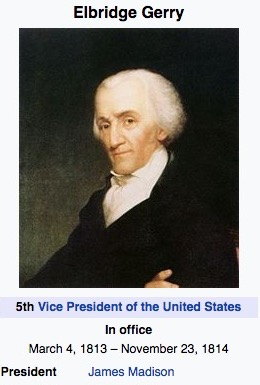 Elbridge Gerry
5th Vice President of the United States
In office
March 4, 1813 – November 23, 1814
President James Madison